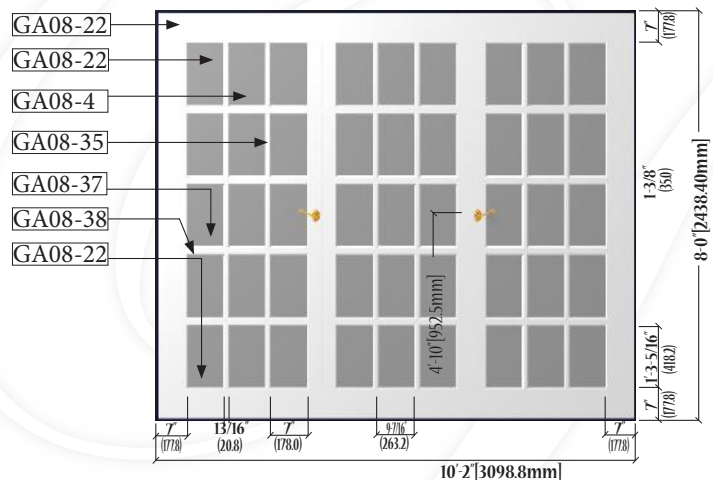 GA08-22
GA08-22
GA08-4
GA08-35
GA08-37
GA08-38
GA08-22
7"
(177.8)
1-3/8"
(35.0)
8-0"[2438.40mm]
4'-10"[952.5mm]
1'-3-5/16"
(418.2)
7"
(177.8)
7"
(177.8)
13/16"
(20.8)
7"
(178.0)
9-7/16"
(263.2)
7"
(177.8)
10'-2"[3098.8mm]